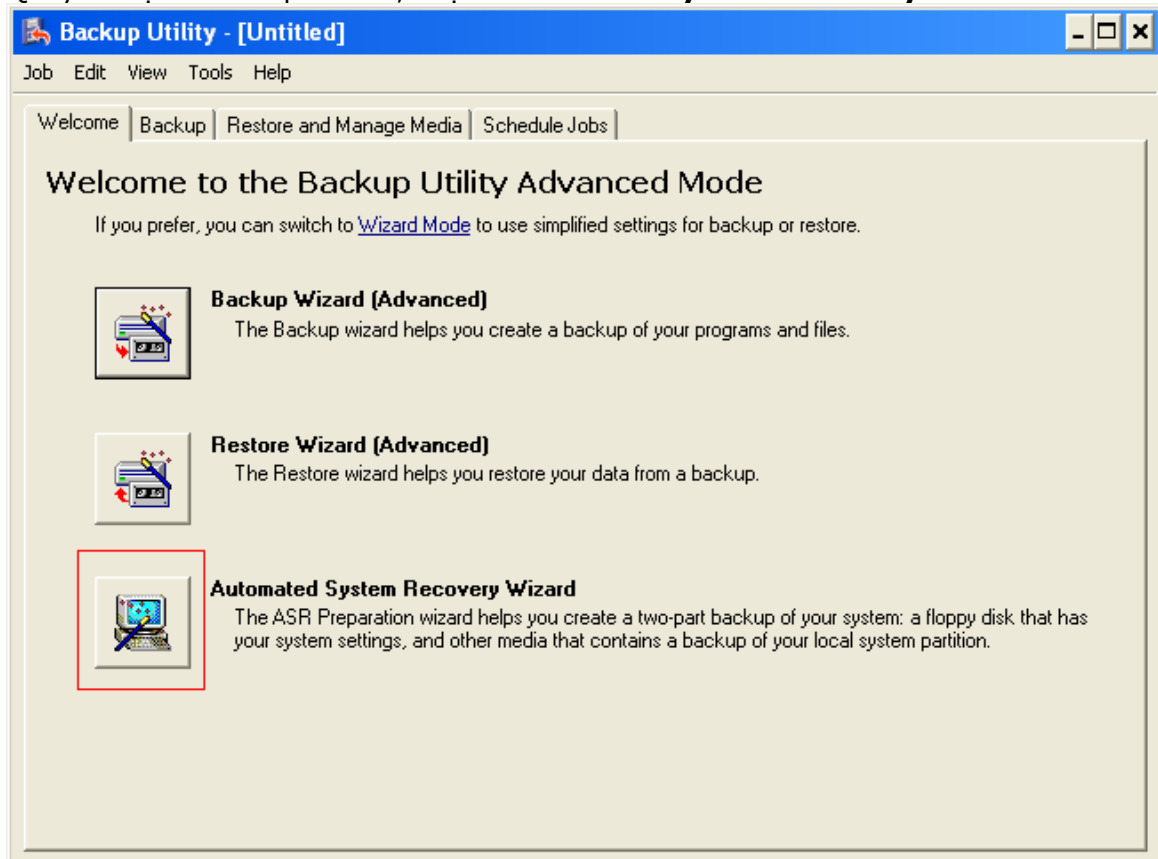 Backup Utility - [Untitled]
Job Edit View Tools Help
Welcome Backup Restore and Manage Media Schedule Jobs
Welcome to the Backup Utility Advanced Mode
If you prefer, you can switch to Wizard Mode to use simplified settings for backup or restore.
Backup Wizard (Advanced)
The Backup wizard helps you create a backup of your programs and files.
Restore Wizard (Advanced)
The Restore wizard helps you restore your data from a backup.
Automated System Recovery Wizard
The ASR Preparation wizard helps you create a two-part backup of your system: a floppy disk that has
your system settings, and other media that contains a backup of your local system partition.